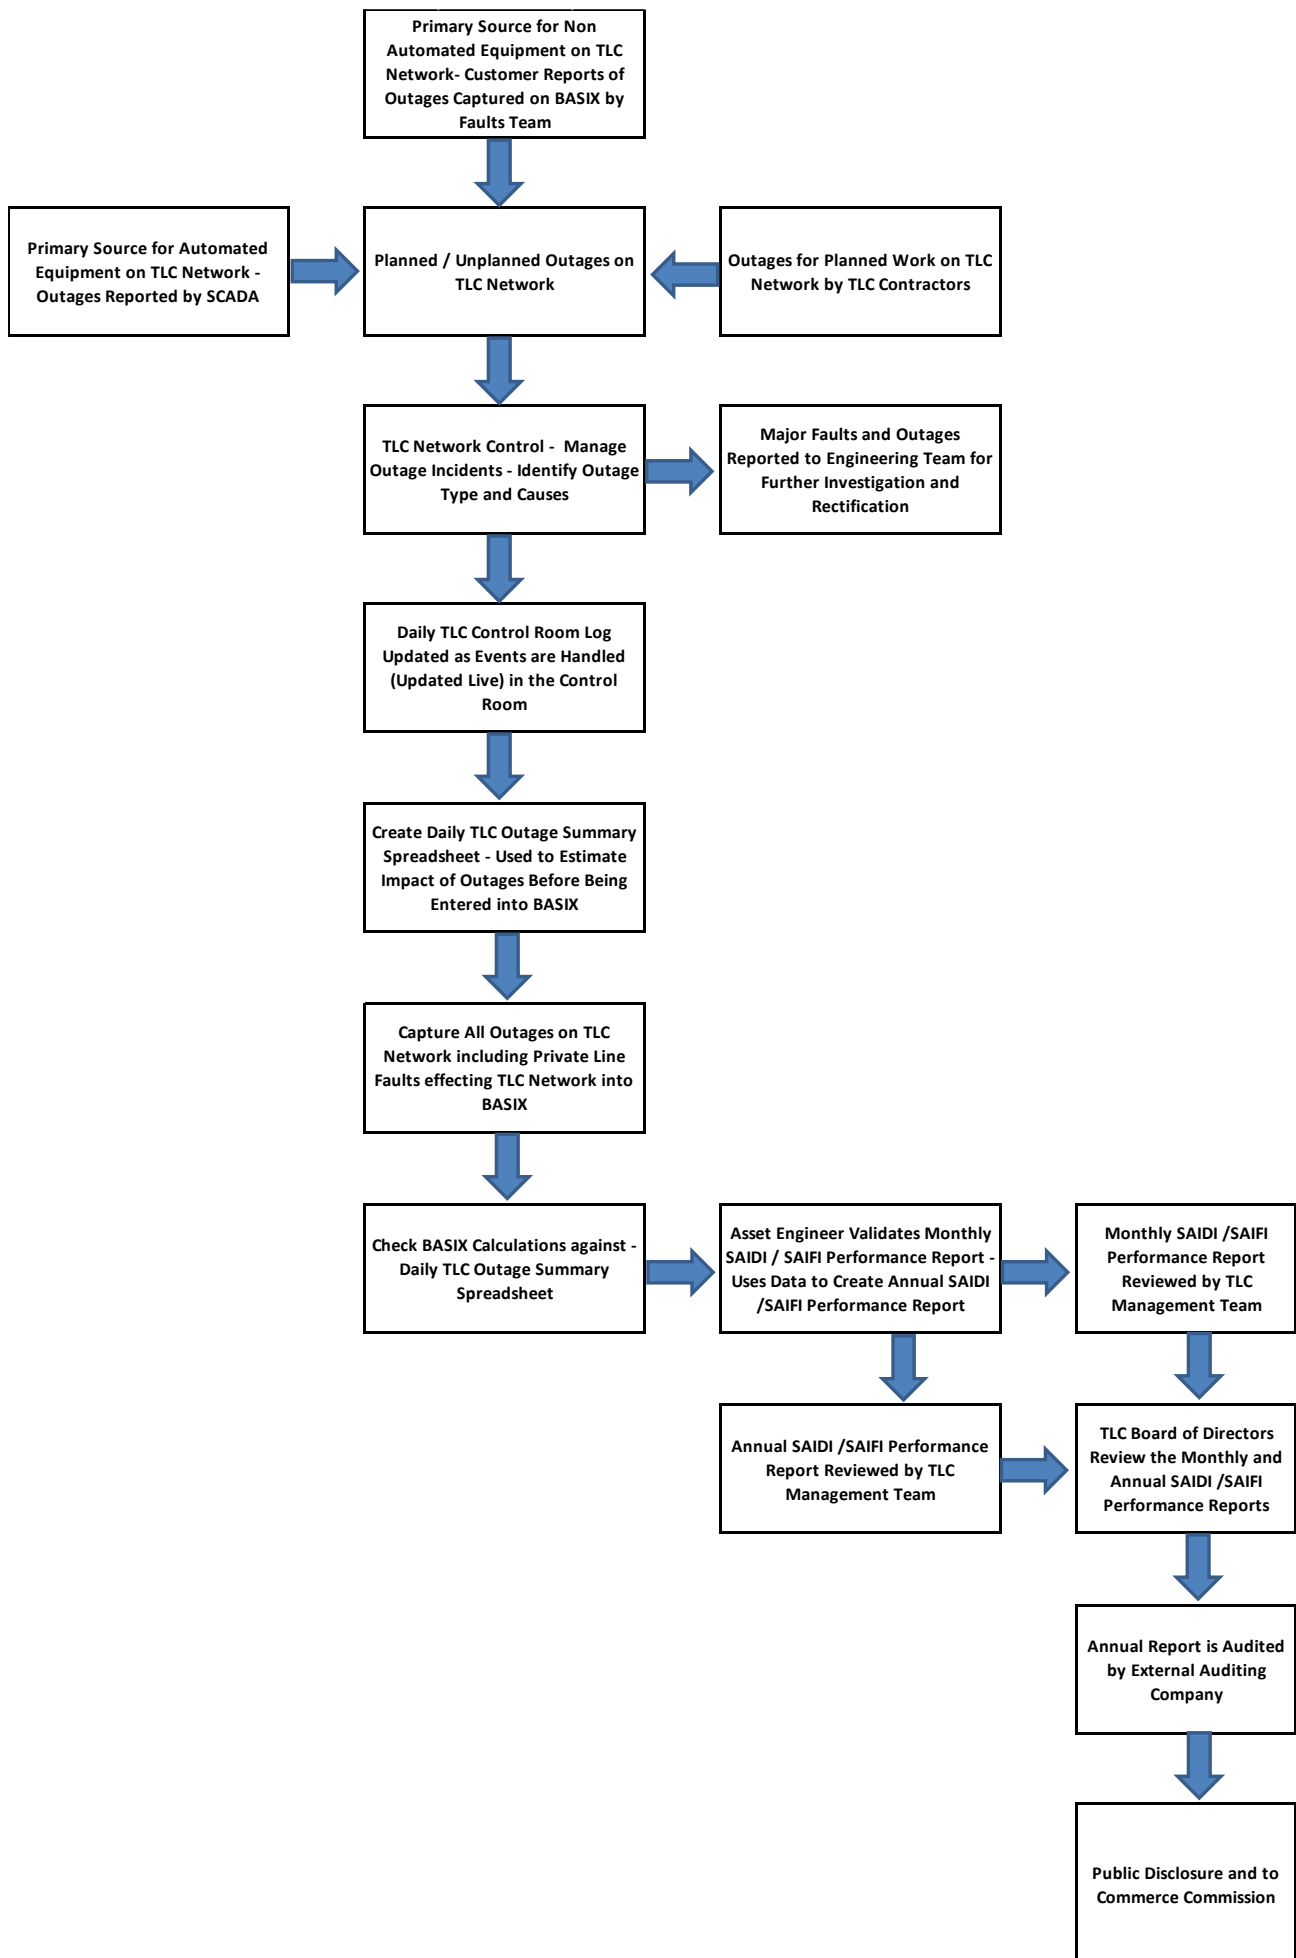 Primary Source for Non
Automated Equipment on TLC
Network- Customer Reports of
Outages Captured on BASIX by
Faults Team
Primary Source for Automated
Equipment on TLC Network -
Outages Reported by SCADA
Planned / Unplanned Outages on
TLC Network
Outages for Planned Work on TLC
Network by TLC Contractors
TLC Network Control -  Manage
Outage Incidents - Identify Outage
Type and Causes
Major Faults and Outages
Reported to Engineering Team for
Further Investigation and
Rectification
Daily TLC Control Room Log
Updated as Events are Handled
(Updated Live) in the Control
Room
Create Daily TLC Outage Summary
Spreadsheet - Used to Estimate
Impact of Outages Before Being
Entered into BASIX
Capture All Outages on TLC
Network including Private Line
Faults effecting TLC Network into
BASIX
Check BASIX Calculations against -
Daily TLC Outage Summary
Spreadsheet
Asset Engineer Validates Monthly
SAIDI / SAIFI Performance Report -
Uses Data to Create Annual SAIDI
/SAIFI Performance Report
Monthly SAIDI /SAIFI
Performance Report
Reviewed by TLC
Management Team
Annual SAIDI /SAIFI Performance
Report Reviewed by TLC
Management Team
TLC Board of Directors
Review the Monthly and
Annual SAIDI /SAIFI
Performance Reports
Annual Report is Audited
by External Auditing
Company
Public Disclosure and to
Commerce Commission